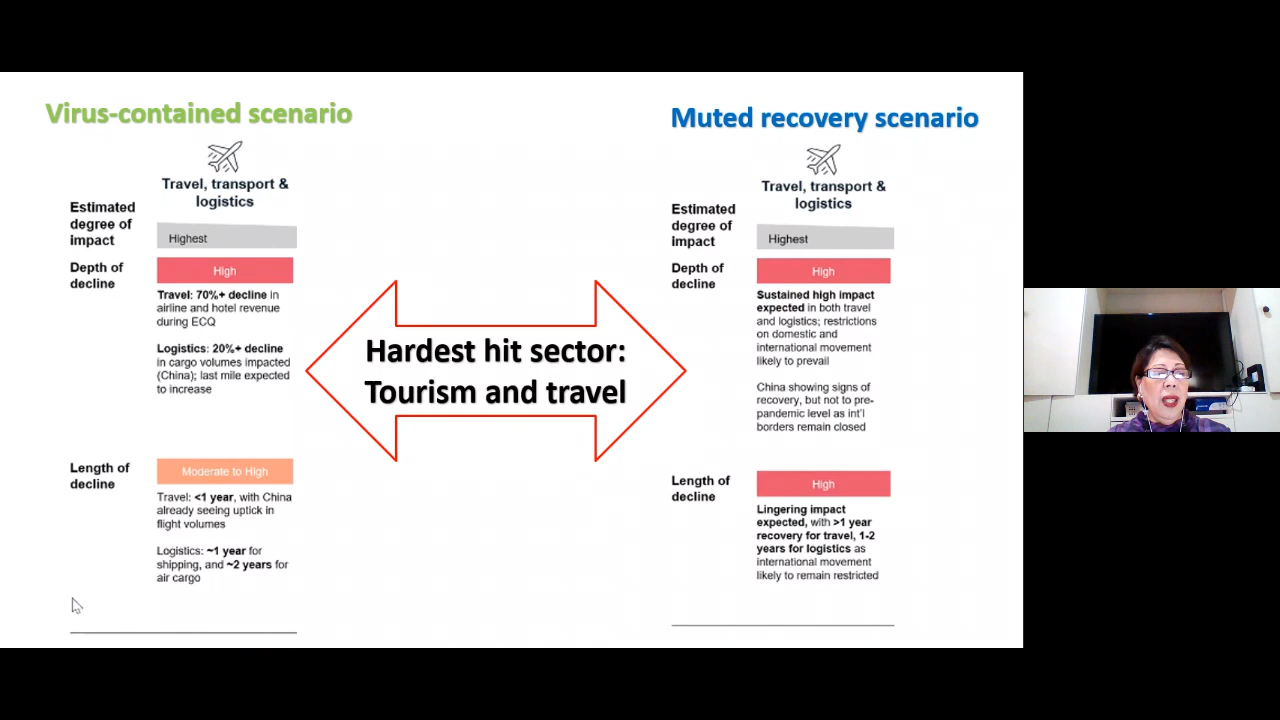 Virus-contained scenario
Travel, transport &
logistics
Estimated
degree of
impact
Highest
Depth of
decline
High
Travel: 70%+ decline in
airline and hotel revenue
during ECQ
Logistics: 20%+ decline
in cargo volumes impacted
(China); last mile expected
to increase
Length of
decline
Moderate to High
Travel: <1 year, with China
already seeing uptick in
flight volumes
Logistics: ~1 year for
shipping, and ~2 years for
air cargo
Hardest hit sector:
Tourism and travel
Muted recovery scenario
Travel, transport &
logistics
Estimated
degree of
impact
Highest
Depth of
decline
High
Sustained high impact
expected in both travel
and logistics; restrictions
on domestic and
international movement
likely to prevail
China showing signs of
recovery, but not to pre-
pandemic level as int'l
borders remain closed
Length of
decline
High
Lingering impact
expected, with >1 year
recovery for travel, 1-2
years for logistics as
international movement
likely to remain restricted